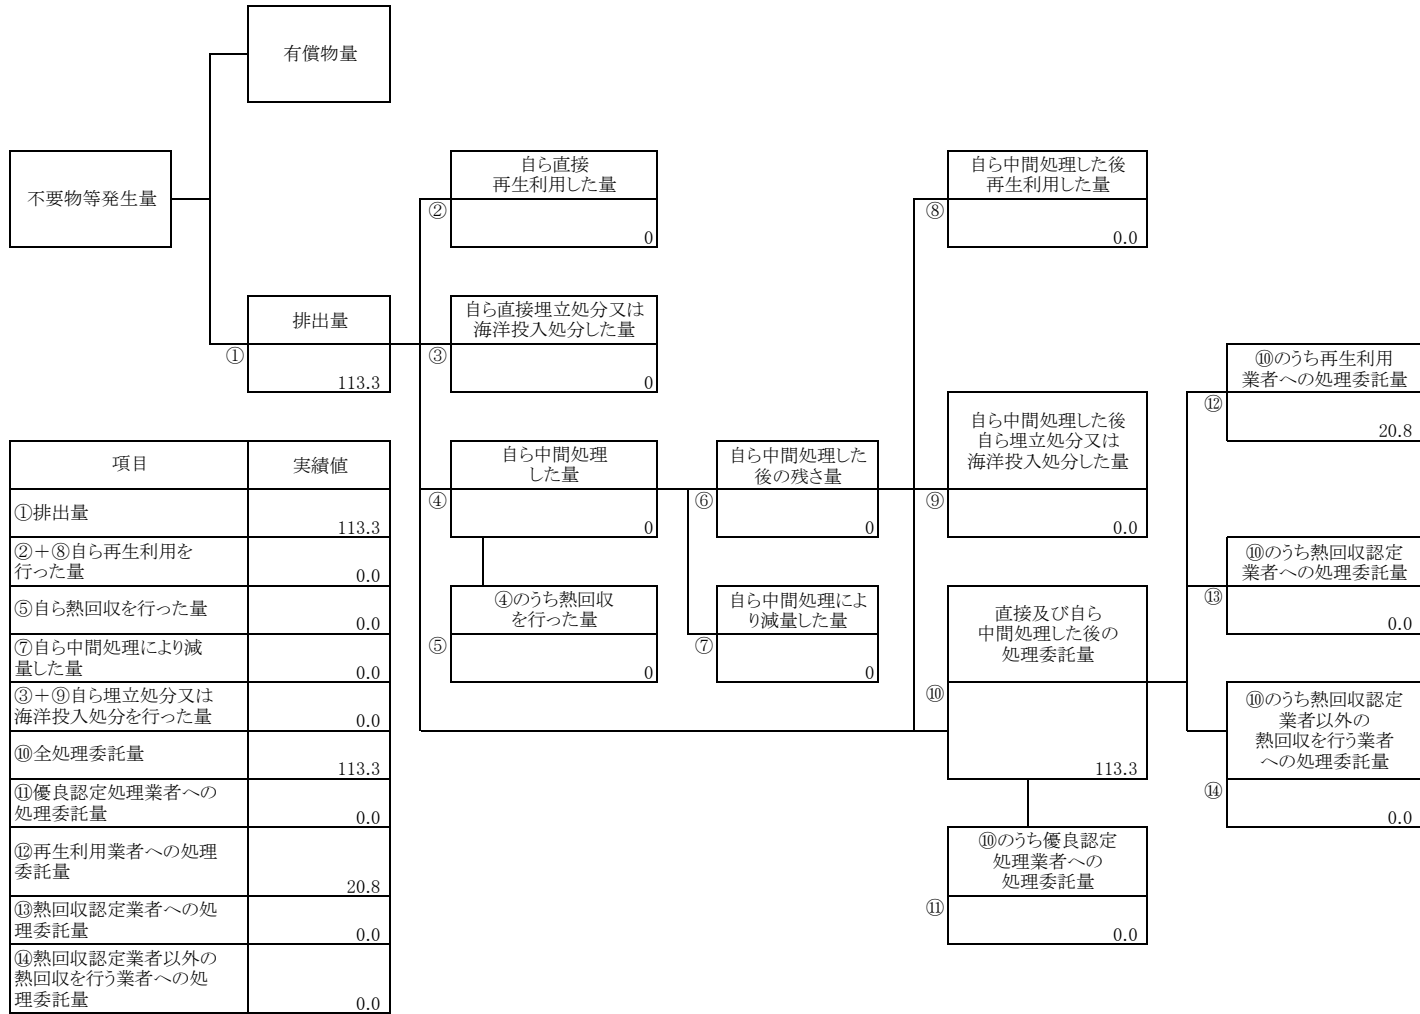 有償物量
不要物等発生量
排出量
①
113.3
自ら直接
再生利用した量
②
0
自ら直接埋立処分又は
海洋投入処分した量
③
0
自ら中間処理
した量
④
0
④のうち熱回収
を行った量
⑤
0
自ら中間処理した
後の残さ量
⑥
0
自ら中間処理によ
り減量した量
⑦
0
自ら中間処理した後
再生利用した量
⑧
0.0
自ら中間処理した後
自ら埋立処分又は
海洋投入処分した量
⑨
0.0
直接及び自ら
中間処理した後の
処理委託量
⑩
113.3
⑩のうち優良認定
処理業者への
処理委託量
⑪
0.0
⑩のうち再生利用
業者への処理委託量
⑫
20.8
⑩のうち熱回収認定
業者への処理委託量
⑬
0.0
⑩のうち熱回収認定
業者以外の
熱回収を行う業者
への処理委託量
⑭
0.0
項目 実績値
①排出量 113.3
②＋⑧自ら再生利用を
行った量 0.0
⑤自ら熱回収を行った量 0.0
⑦自ら中間処理により減
量した量 0.0
③＋⑨自ら埋立処分又は
海洋投入処分を行った量 0.0
⑩全処理委託量 113.3
⑪優良認定処理業者への
処理委託量 0.0
⑫再生利用業者への処理
委託量 20.8
⑬熱回収認定業者への処
理委託量 0.0
⑭熱回収認定業者以外の
熱回収を行う業者への処
理委託量 0.0